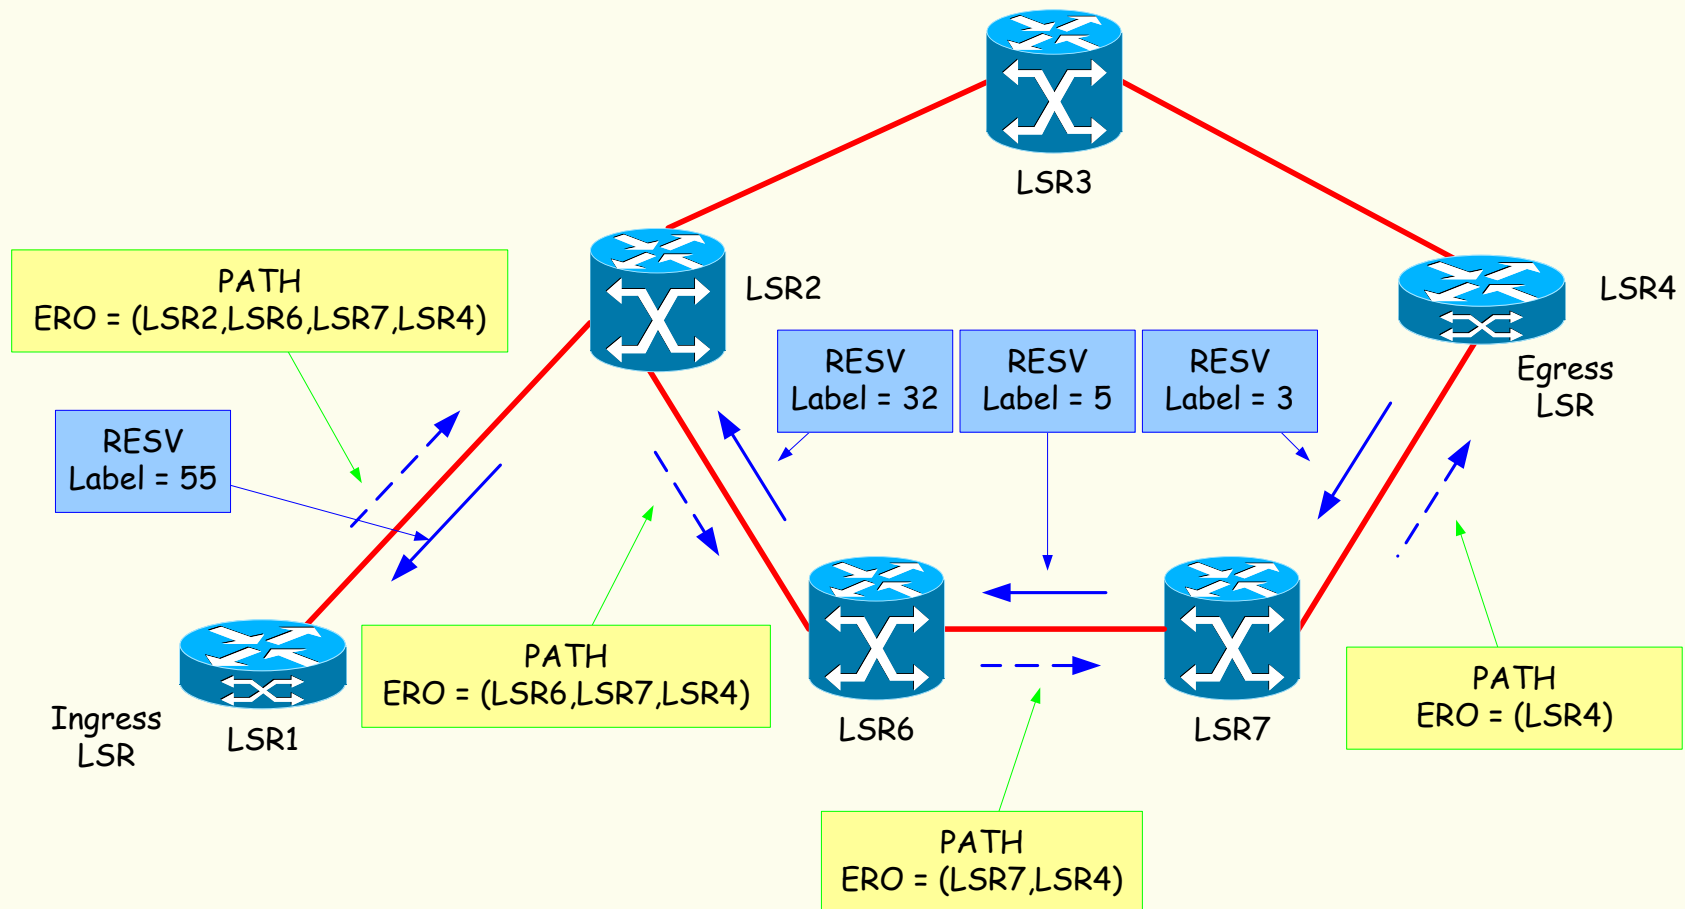 LSR3
PATH
ERO = (LSR2,LSR6,LSR7,LSR4)
LSR2
LSR4
RESV
Label = 32
RESV
Label = 5
RESV
Label = 3
Egress
LSR
RESV
Label = 55
PATH
ERO = (LSR6,LSR7,LSR4)
PATH
ERO = (LSR4)
Ingress
LSR
LSR1
LSR6
LSR7
PATH
ERO = (LSR7,LSR4)